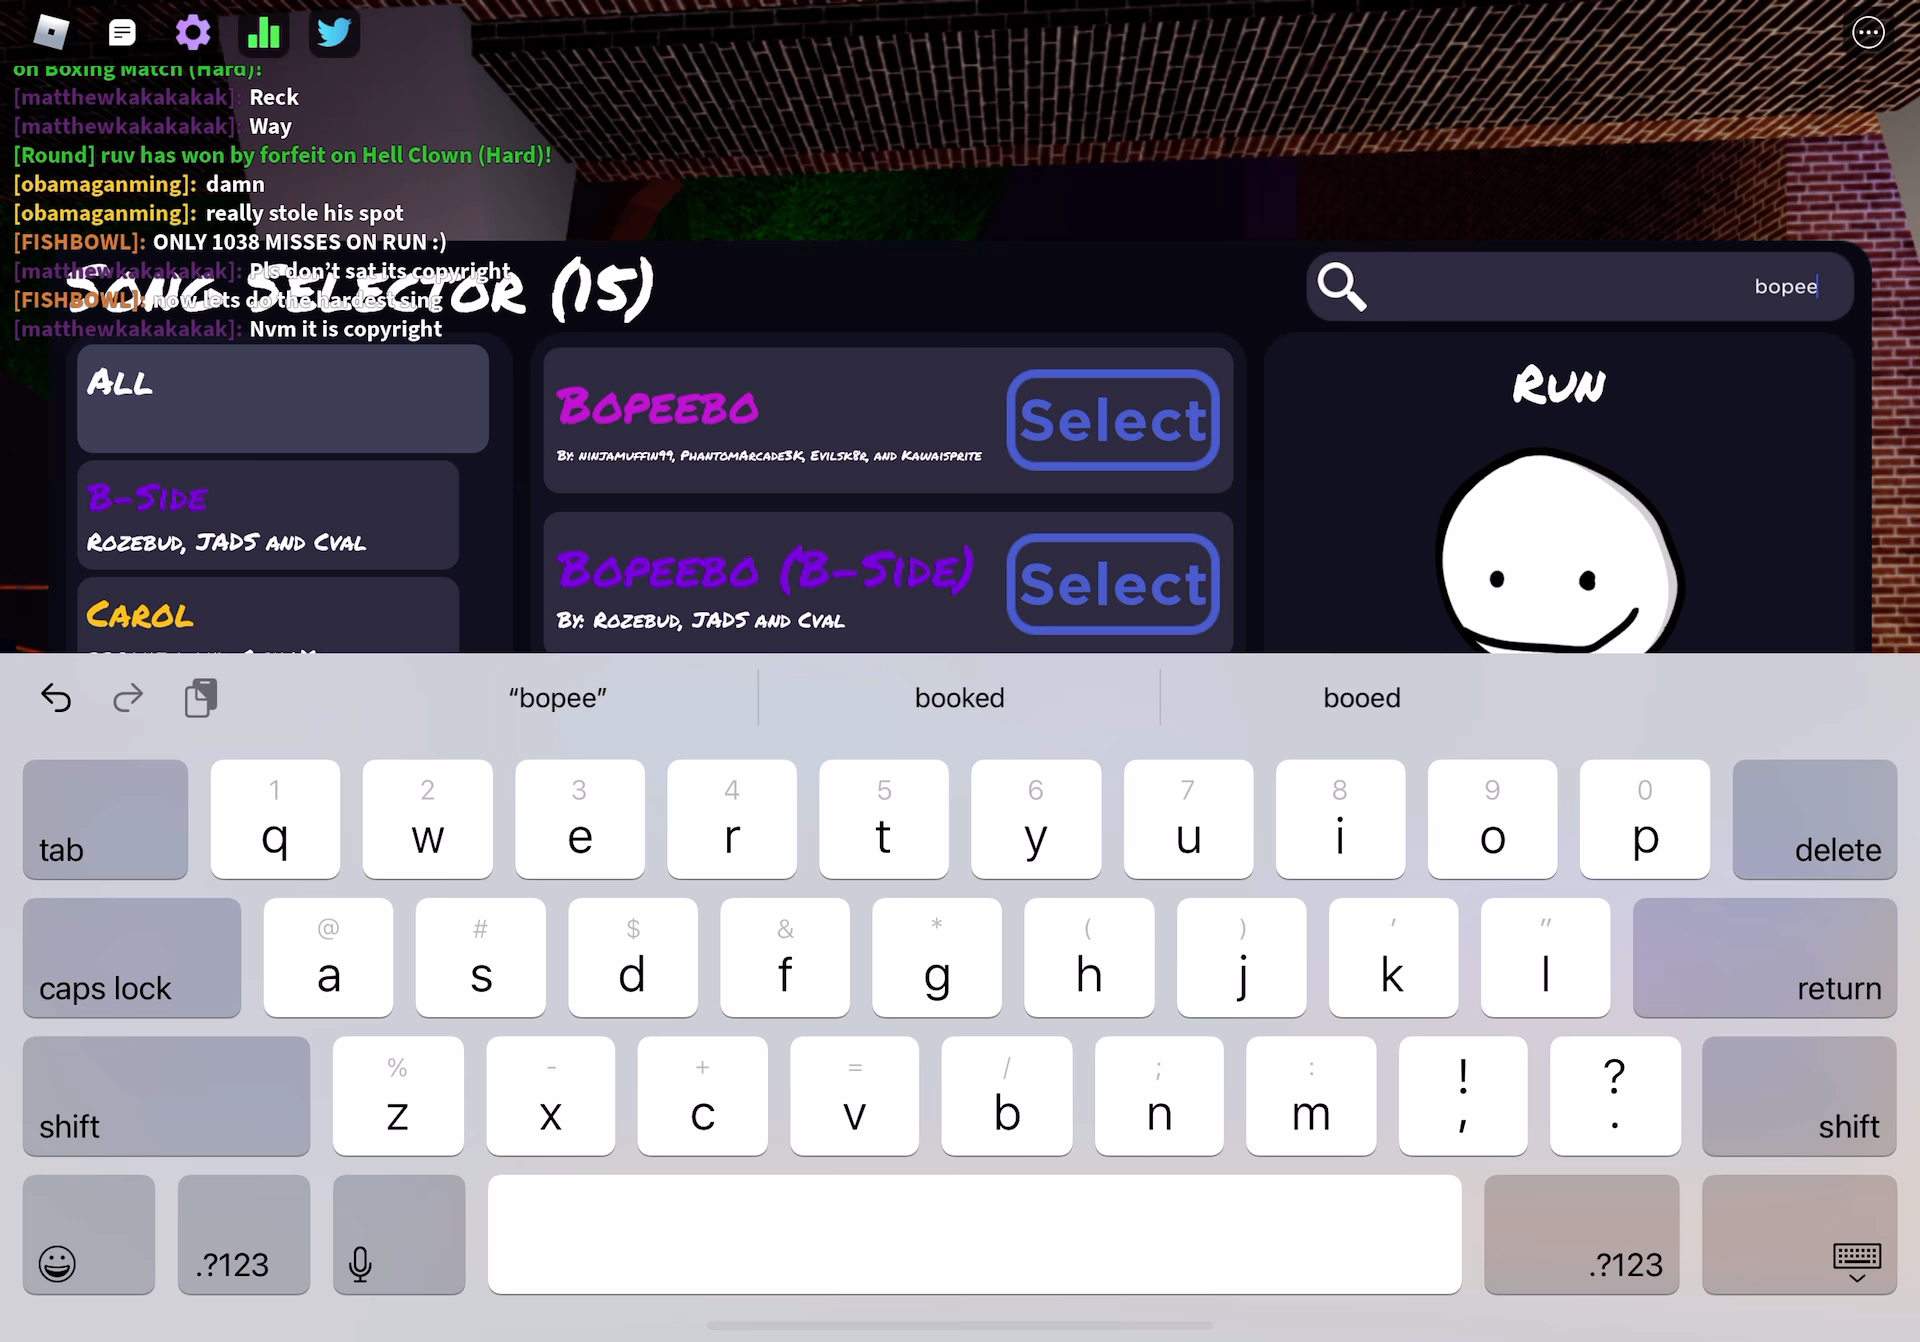 on Boxing Match (Hard)!
[matthewkakakakak]: Reck
[matthewkakakakak]: Way
[Round] ruv has won by forfeit on Hell Clown (Hard)!
[obamaganming]: damn
[obamaganming]: really stole his spot
[FISHBOWL]: ONLY 1038 MISSES ON RUN :)
[matthewkakakakak]: Pls don't sat its copyright
[FISHBOWL]: now lets do the hardest sing
[matthewkakakakak]: Nvm it is copyright
Song Selector (15)
bopee
All
B-Side
Rozebud, JADS and Cval
Carol
Bopeebo
By: ninjamuffin99, PhantomArcade3K, Evilsk8r, and Kawaisprite
Select
Bopeebo (B-Side)
By: Rozebud, JADS and Cval
Select
Run
“bopee” booked booed
1 2 3 4 5 6 7 8 9 0
tab q w e r t y u i o p delete
@ # $ & * ( ) ' "
caps lock a s d f g h j k l return
% - + = / ; : ! ?
shift z x c v b n m , . shift
.?123 .?123